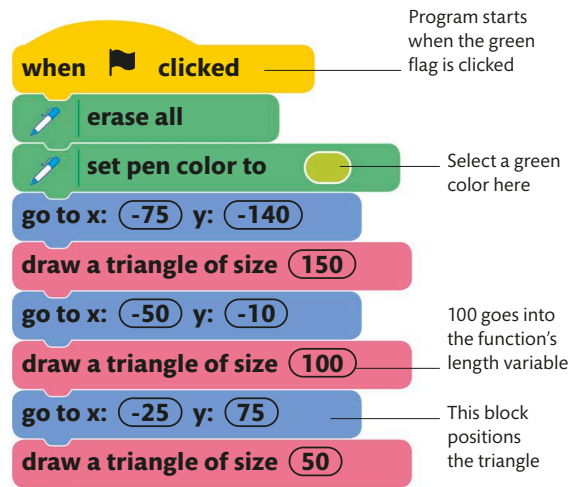 when clicked
erase all
set pen color to
go to x: -75 y: -140
draw a triangle of size 150
go to x: -50 y: -10
draw a triangle of size 100
go to x: -25 y: 75
draw a triangle of size 50
Program starts
when the green
flag is clicked
Select a green
color here
100 goes into
the function’s
length variable
This block
positions
the triangle